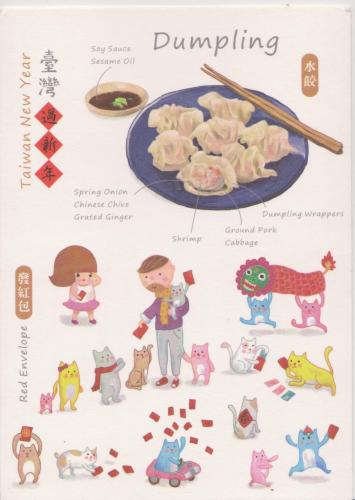 Dumpling
Soy Sauce
Sesame Oil
臺灣
過新年
Taiwan New Year
水餃
Spring Onion
Chinese Chive
Grated Ginger
Dumpling Wrappers
Ground Pork
Cabbage
Shrimp
發紅包
Red Envelope